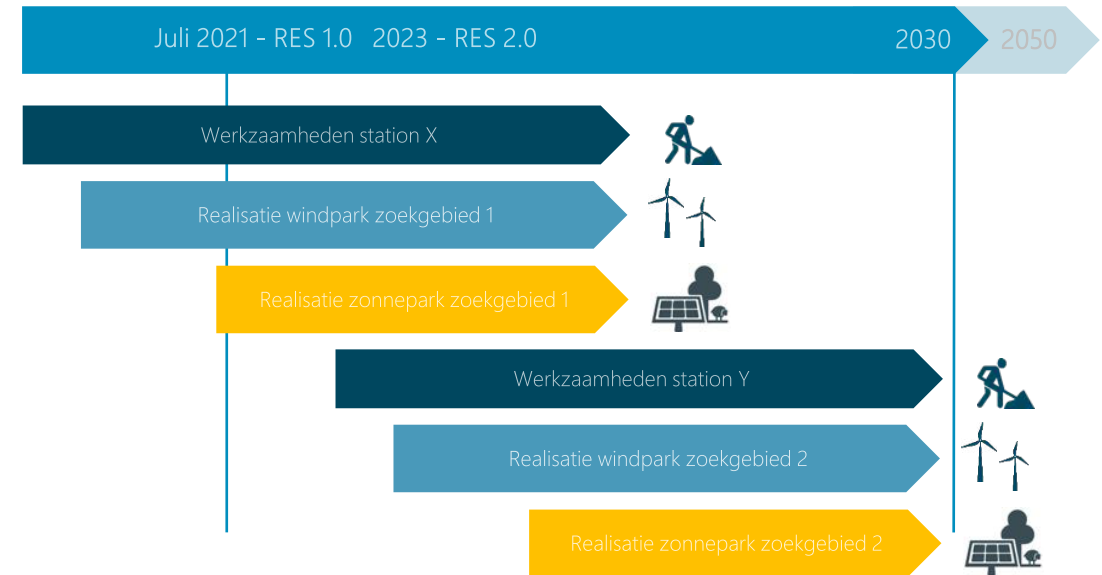 Juli 2021 - RES 1.0 2023 - RES 2.0 2030 2050
Werkzaamheden station X
Realisatie windpark zoekgebied 1
Realisatie zonnepark zoekgebied 1
Werkzaamheden station Y
Realisatie windpark zoekgebied 2
Realisatie zonnepark zoekgebied 2